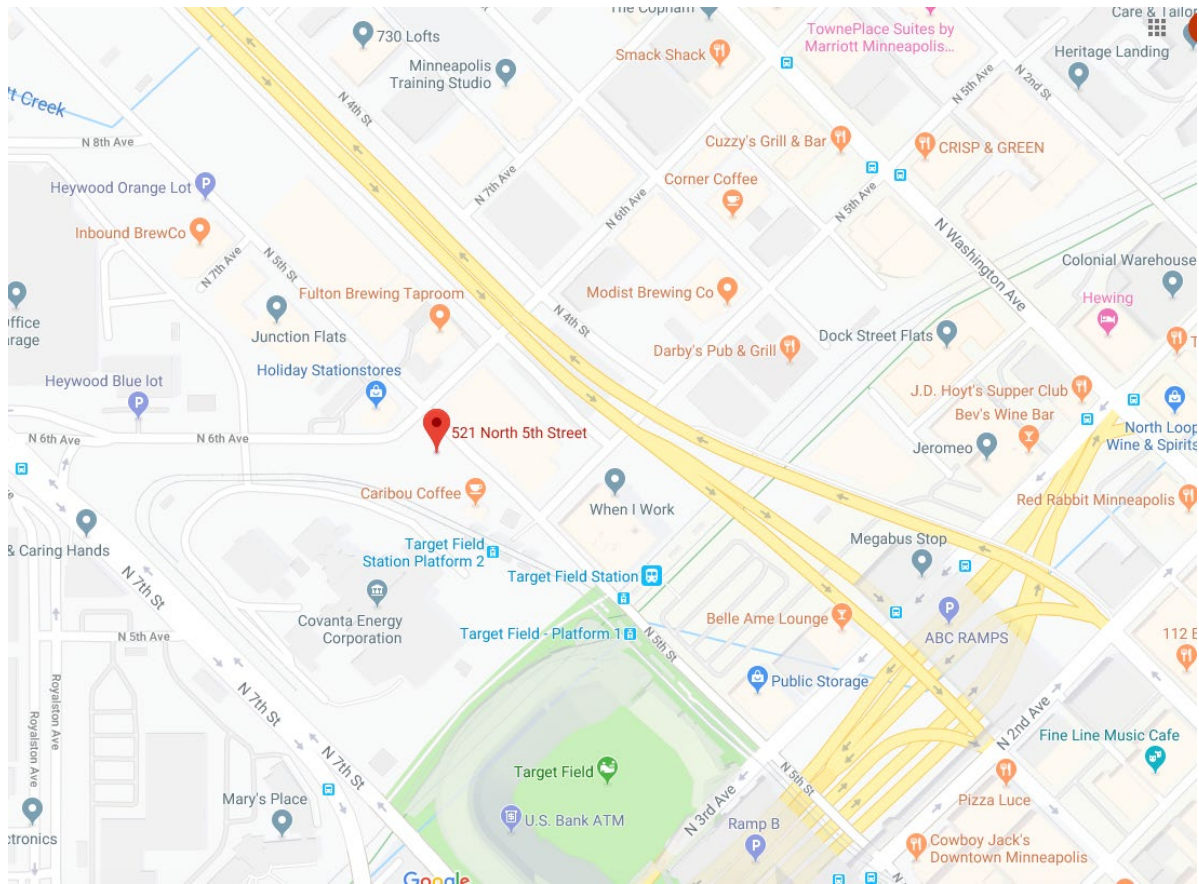 The Copham
TownePlace Suites by
Marriott Minneapolis...
Care & Tailor
730 Lofts
Smack Shack
Heritage Landing
Minneapolis
Training Studio
N 5th Ave
N 2nd St
N 4th St
tt Creek
N 8th Ave
Cuzzy's Grill & Bar
CRISP & GREEN
Heywood Orange Lot
N 7th Ave
Corner Coffee
N 6th Ave
N 5th Ave
Inbound BrewCo
N 7th Ave
N 5th St
N Washington Ave
Colonial Warehouse
Fulton Brewing Taproom
Modist Brewing Co
Hewing
Office
arage
Junction Flats
N 4th St
Dock Street Flats
Darby's Pub & Grill
Holiday Stationstores
Heywood Blue lot
J.D. Hoyt's Supper Club
Bev's Wine Bar
North Loop
Wine & Spirits
N 6th Ave
N 6th Ave
521 North 5th Street
Jeromeo
Caribou Coffee
When I Work
Red Rabbit Minneapolis
& Caring Hands
Target Field
Station Platform 2
Megabus Stop
Target Field Station
N 7th St
Covanta Energy
Corporation
Belle Ame Lounge
P
ABC RAMPS
N 5th Ave
Target Field - Platform 1
N 5th St
112 E
Public Storage
Royalston Ave
Royalston Ave
N 7th St
N 2nd Ave
N 7th St
Fine Line Music Cafe
Target Field
N 5th St
Mary's Place
U.S. Bank ATM
N 3rd Ave
Pizza Luce
ctronics
Ramp B
P
Cowboy Jack's
Downtown Minneapolis
Google